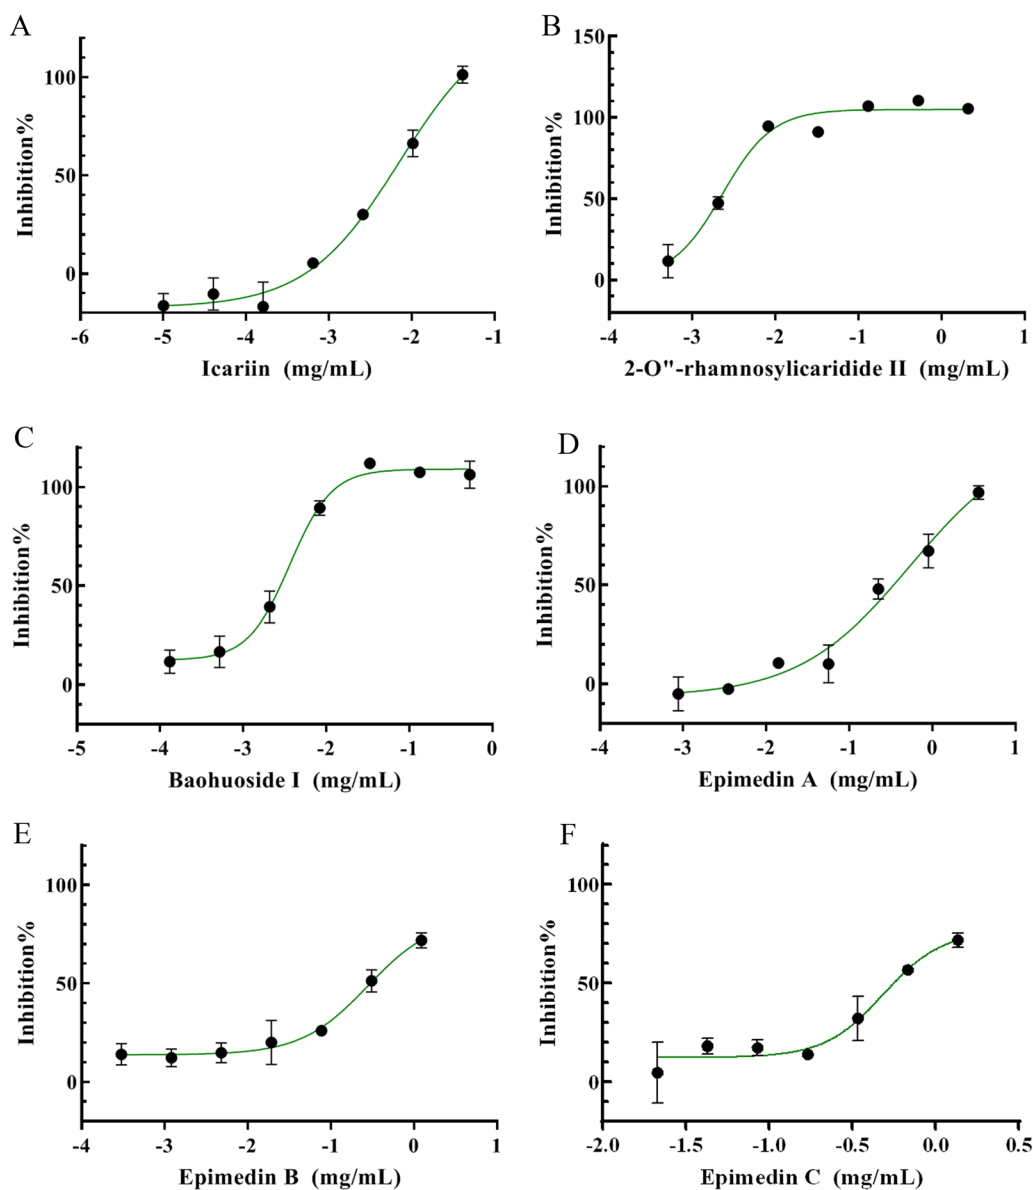 A
Inhibition%
100
50
0
-6 -5 -4 -3 -2 -1
Icariin (mg/mL)
B
Inhibition%
150
100
50
0
-4 -3 -2 -1 0 1
2-O"-rhamnosylicaridide II (mg/mL)
C
Inhibition%
100
50
0
-5 -4 -3 -2 -1 0
Baohuoside I (mg/mL)
D
Inhibition%
100
50
0
-4 -3 -2 -1 0 1
Epimedin A (mg/mL)
E
Inhibition%
100
50
0
-4 -3 -2 -1 0 1
Epimedin B (mg/mL)
F
Inhibition%
100
50
0
-2.0 -1.5 -1.0 -0.5 0.0 0.5
Epimedin C (mg/mL)